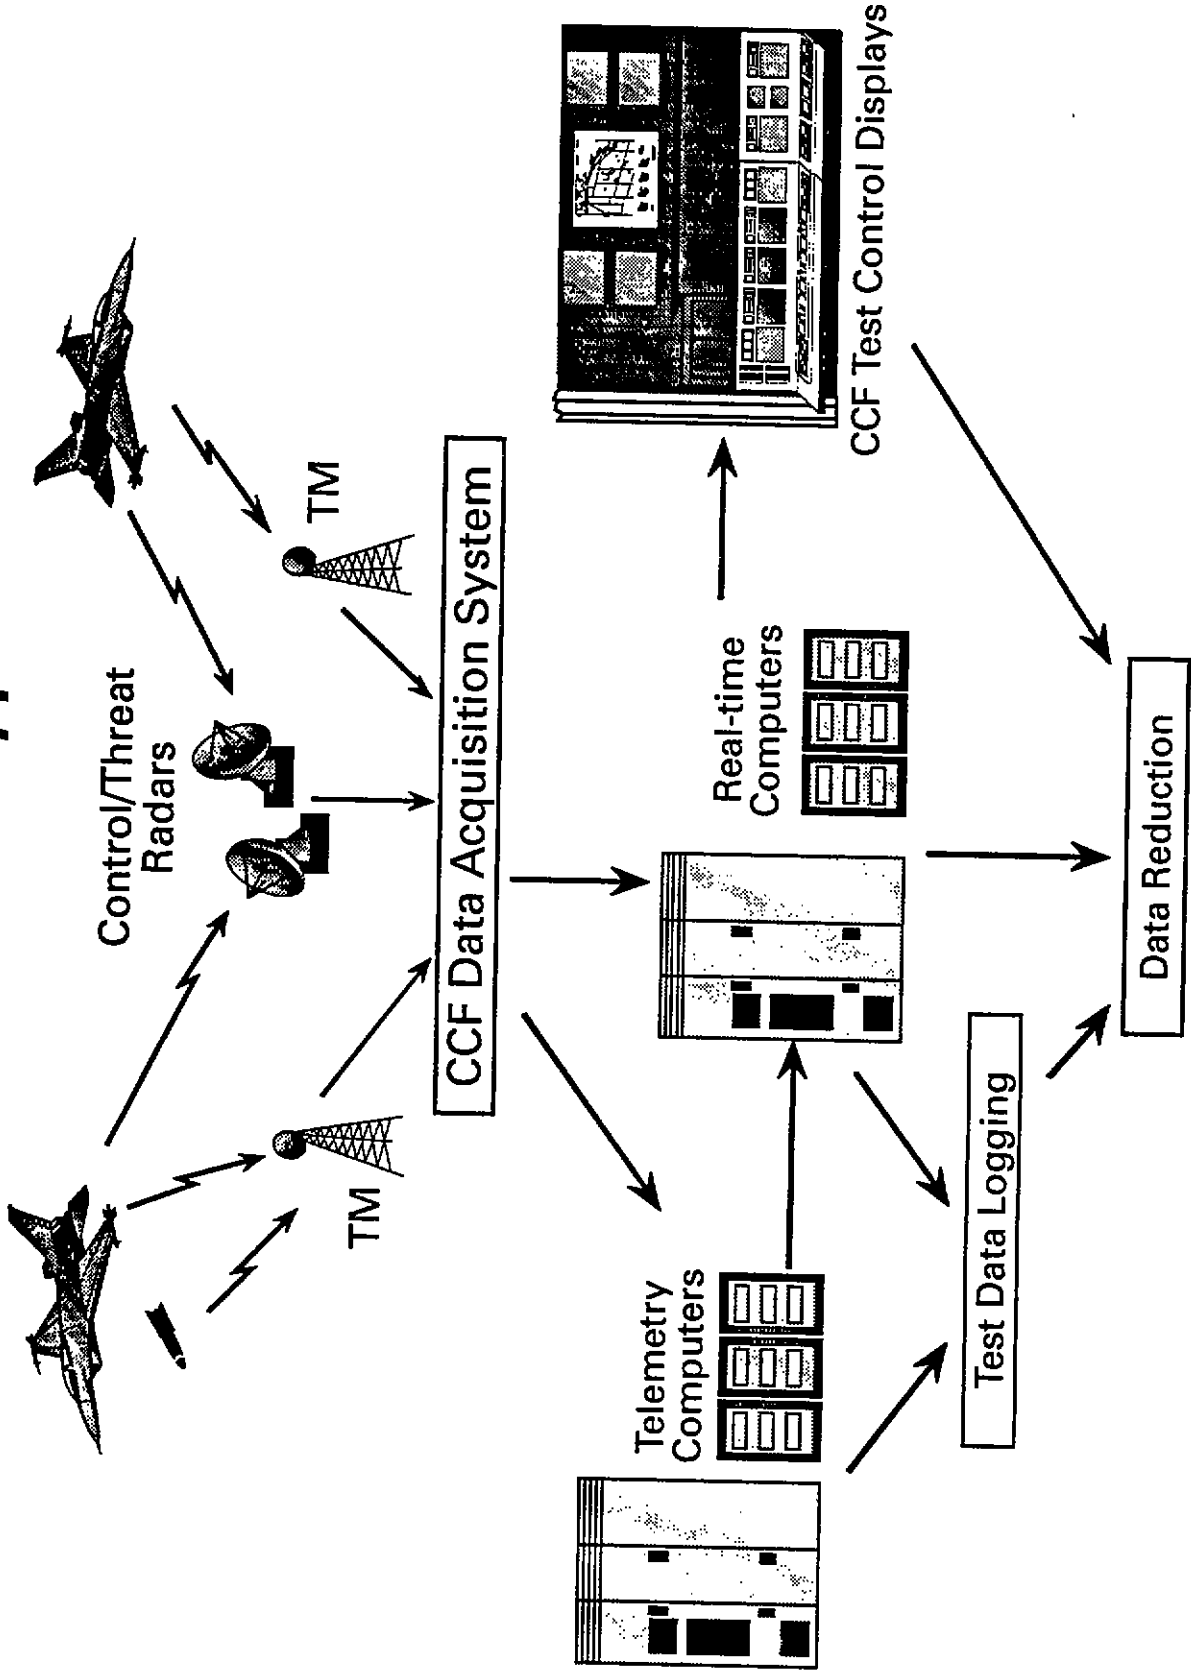 Control/Threat
Radars
TM
TM
CCF Data Acquisition System
Telemetry
Computers
Real-time
Computers
CCF Test Control Displays
Test Data Logging
Data Reduction